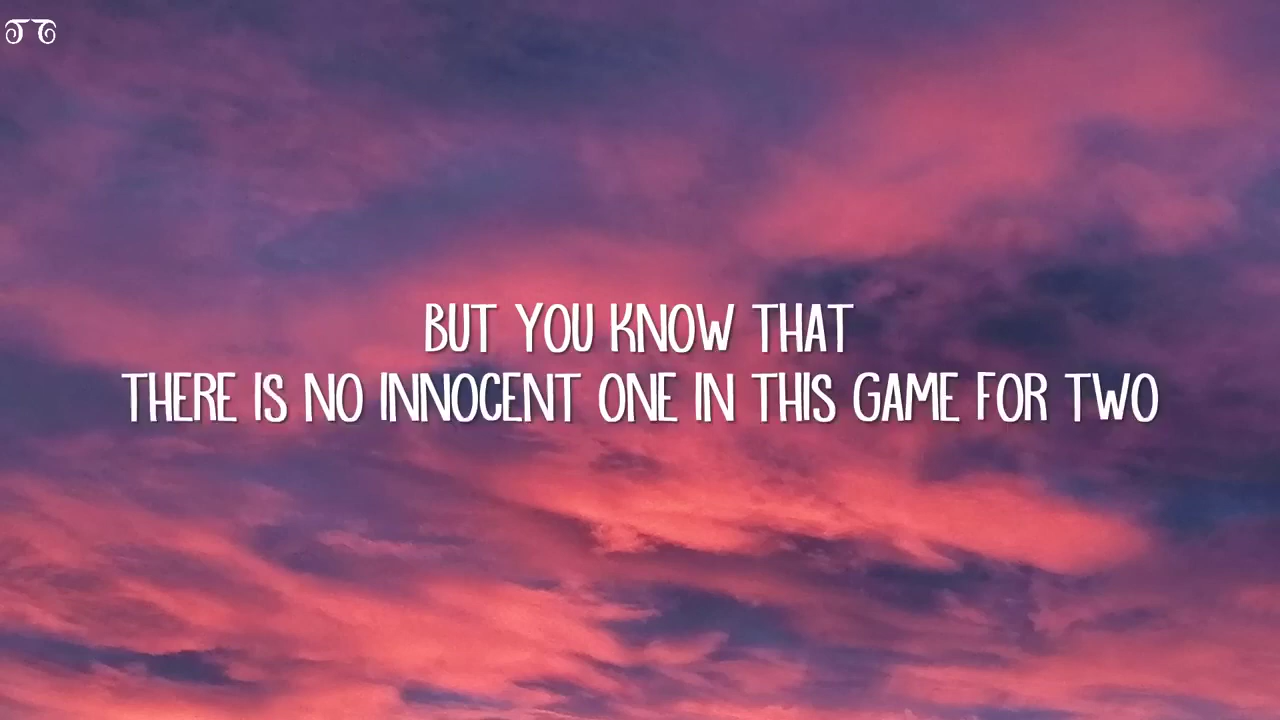 BUT YOU KNOW THAT
THERE IS NO INNOCENT ONE IN THIS GAME FOR TWO